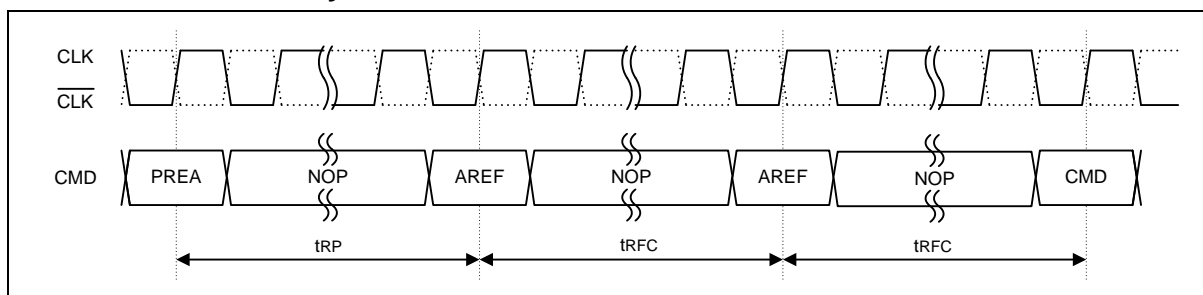 CLK
CLK
CMD PREA NOP AREF NOP AREF NOP CMD
tRP tRFC tRFC